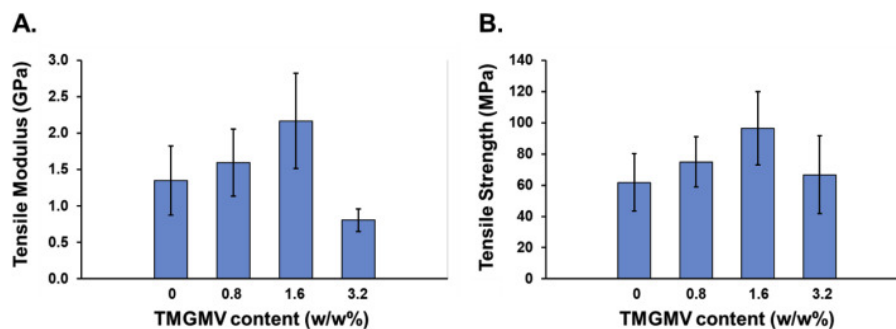 A.
Tensile Modulus (GPa)
3.0
2.5
2.0
1.5
1.0
0.5
0.0
0 0.8 1.6 3.2
TMGMV content (w/w%)
B.
Tensile Strength (MPa)
140
120
100
80
60
40
20
0
0 0.8 1.6 3.2
TMGMV content (w/w%)